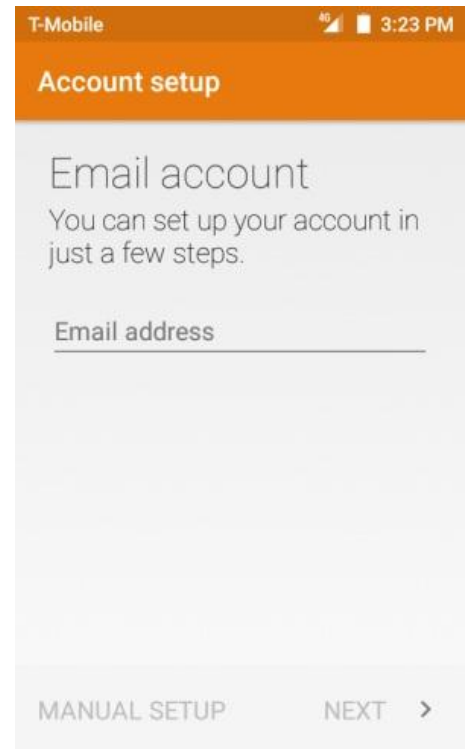 T-Mobile 4G 3:23 PM
Account setup
Email account
You can set up your account in
just a few steps.
Email address
MANUAL SETUP NEXT >